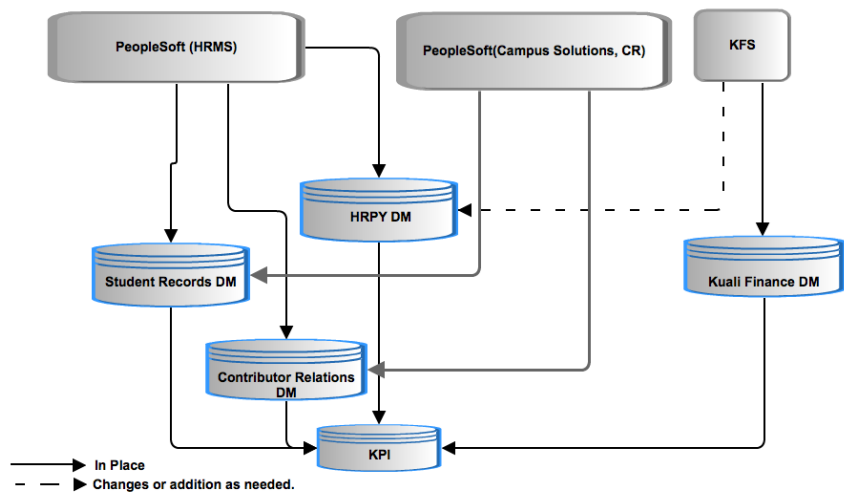 PeopleSoft (HRMS)
PeopleSoft(Campus Solutions, CR)
KFS
HRPY DM
Student Records DM
Kuali Finance DM
Contributor Relations
DM
KPI
In Place
Changes or addition as needed.